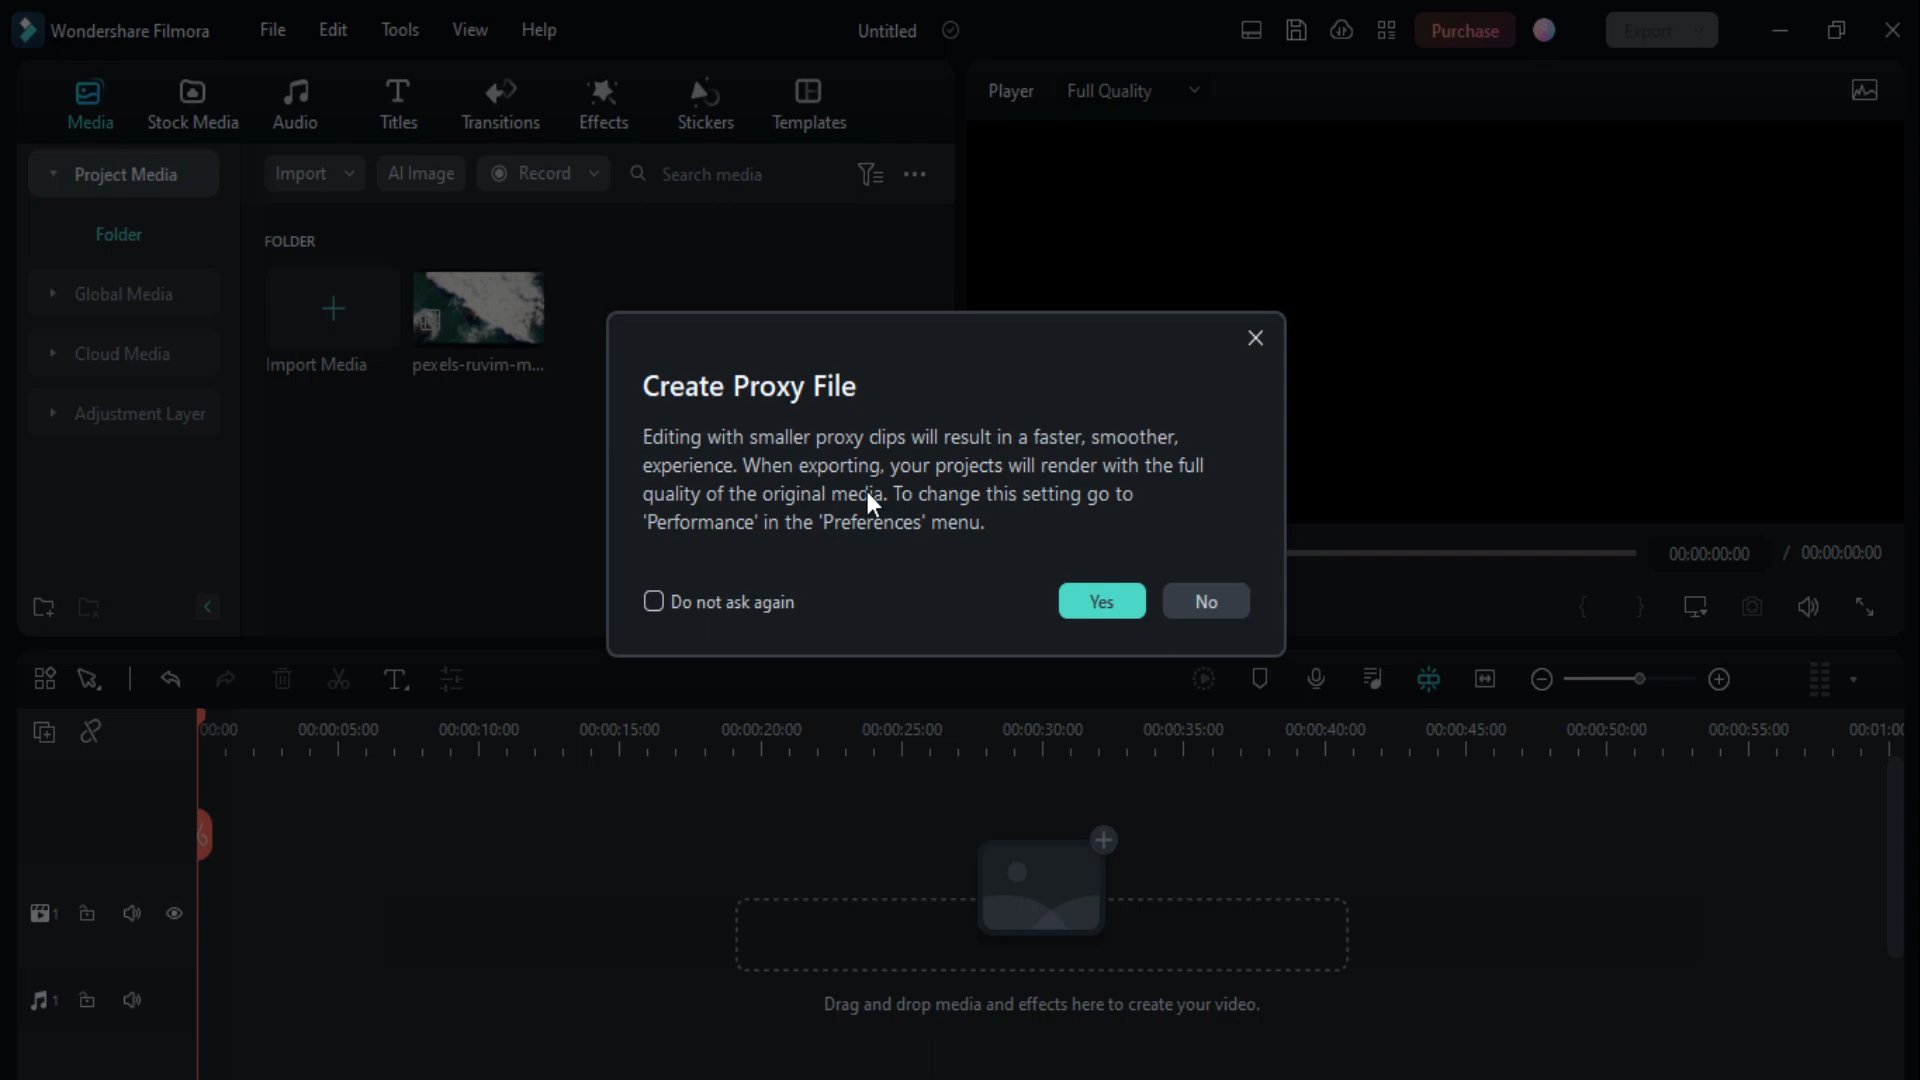 Wondershare Filmora
File
Edit
Tools
View
Help
Untitled
Purchase
Export
Media
Stock Media
Audio
Titles
Transitions
Effects
Stickers
Templates
Player
Full Quality
Project Media
Import
AI Image
Record
Search media
Folder
FOLDER
Global Media
Cloud Media
Adjustment Layer
Import Media
pexels-ruvim-m...
Create Proxy File
Editing with smaller proxy clips will result in a faster, smoother,
experience. When exporting, your projects will render with the full
quality of the original media. To change this setting go to
'Performance' in the 'Preferences' menu.
Do not ask again
Yes
No
00:00:00:00 / 00:00:00:00
00:00
00:00:05:00
00:00:10:00
00:00:15:00
00:00:20:00
00:00:25:00
00:00:30:00
00:00:35:00
00:00:40:00
00:00:45:00
00:00:50:00
00:00:55:00
00:01:00
1
1
Drag and drop media and effects here to create your video.